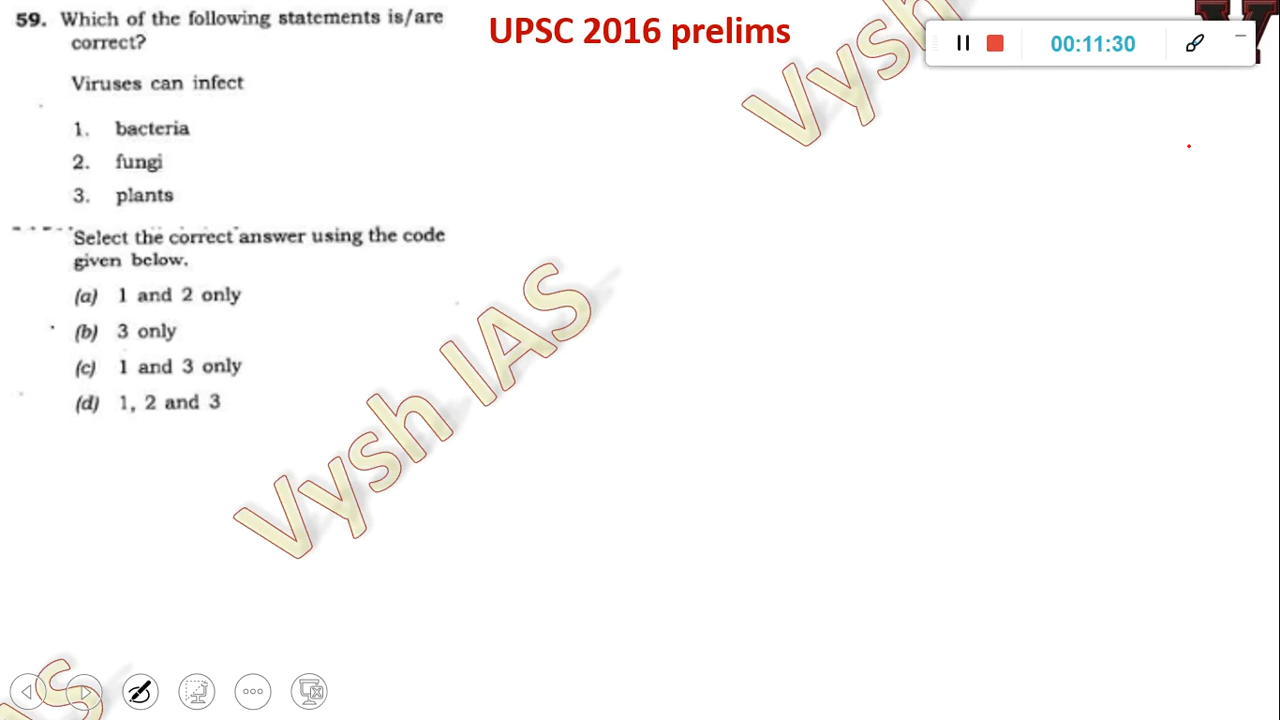 UPSC 2016 prelims
00:11:30
59. Which of the following statements is/are
correct?
Viruses can infect
1. bacteria
2. fungi
3. plants
Select the correct answer using the code
given below.
(a) 1 and 2 only
(b) 3 only
(c) 1 and 3 only
(d) 1, 2 and 3
Vysh
Vysh IAS
AS